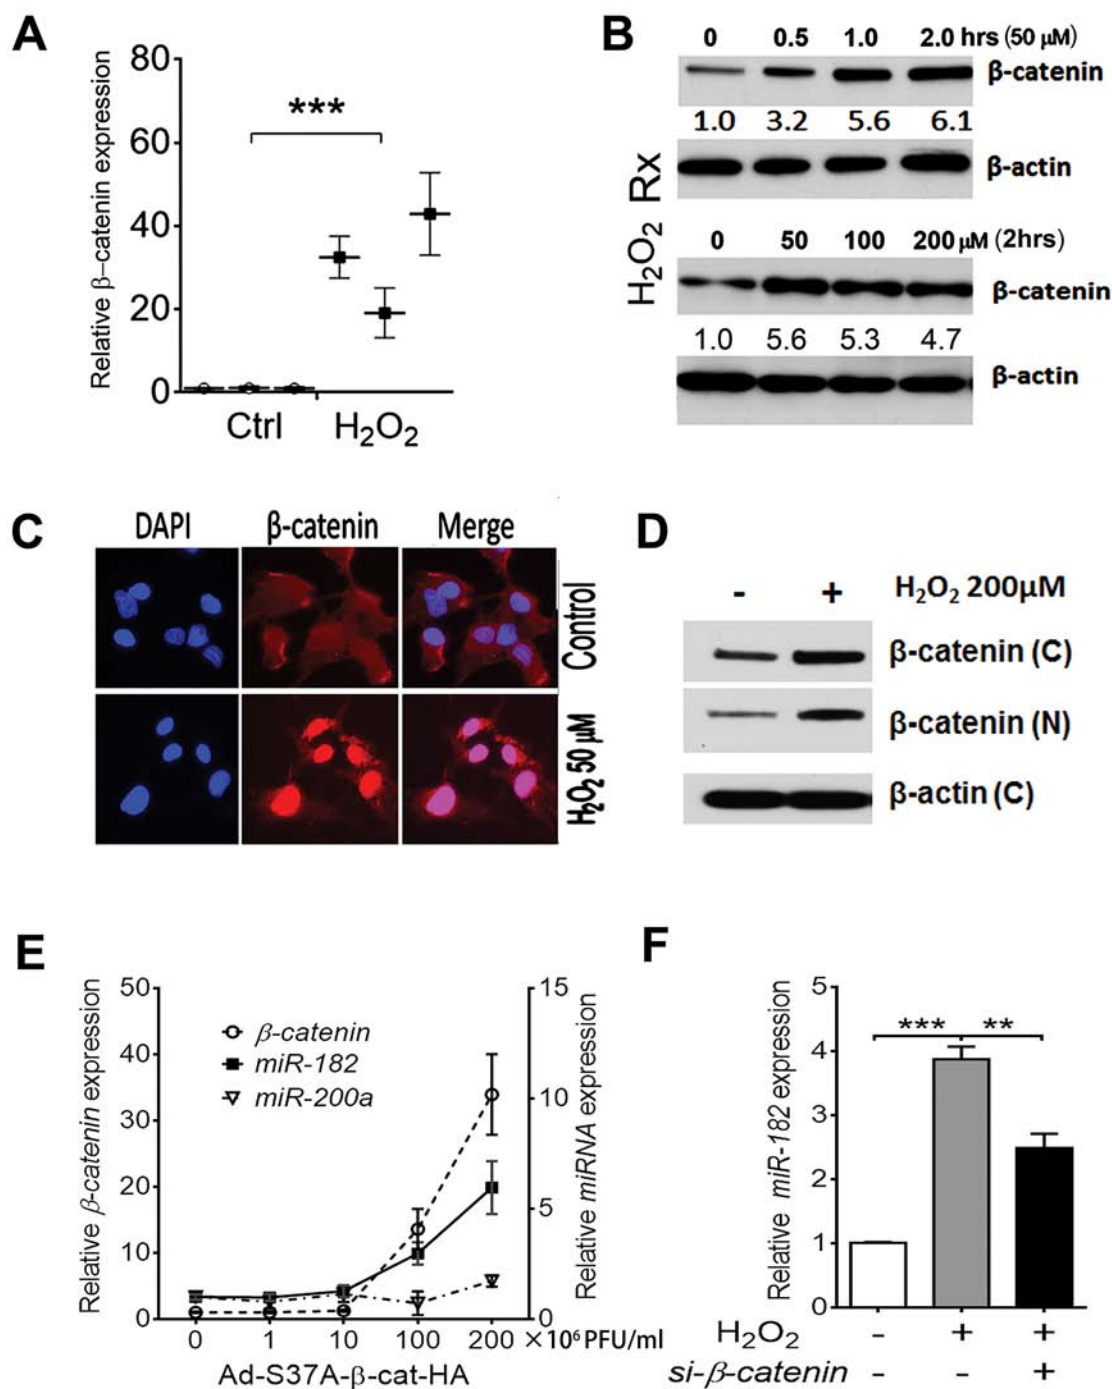 A
80
60
40
20
0
Relative β–catenin expression
***
Ctrl H₂O₂
B
0 0.5 1.0 2.0 hrs (50 μM)
β-catenin
1.0 3.2 5.6 6.1
β-actin
H₂O₂ Rx
0 50 100 200 μM (2hrs)
β-catenin
1.0 5.6 5.3 4.7
β-actin
C
DAPI β-catenin Merge
Control
H₂O₂ 50 μM
D
- + H₂O₂ 200μM
β-catenin (C)
β-catenin (N)
β-actin (C)
E
Relative β-catenin expression
50
40
30
20
10
0
β-catenin
miR-182
miR-200a
15
10
5
0
Relative miRNA expression
0 1 10 100 200 ×10⁶ PFU/ml
Ad-S37A-β-cat-HA
F
Relative miR-182 expression
5
4
3
2
1
0
*** **
H₂O₂ - + +
si-β-catenin - - +